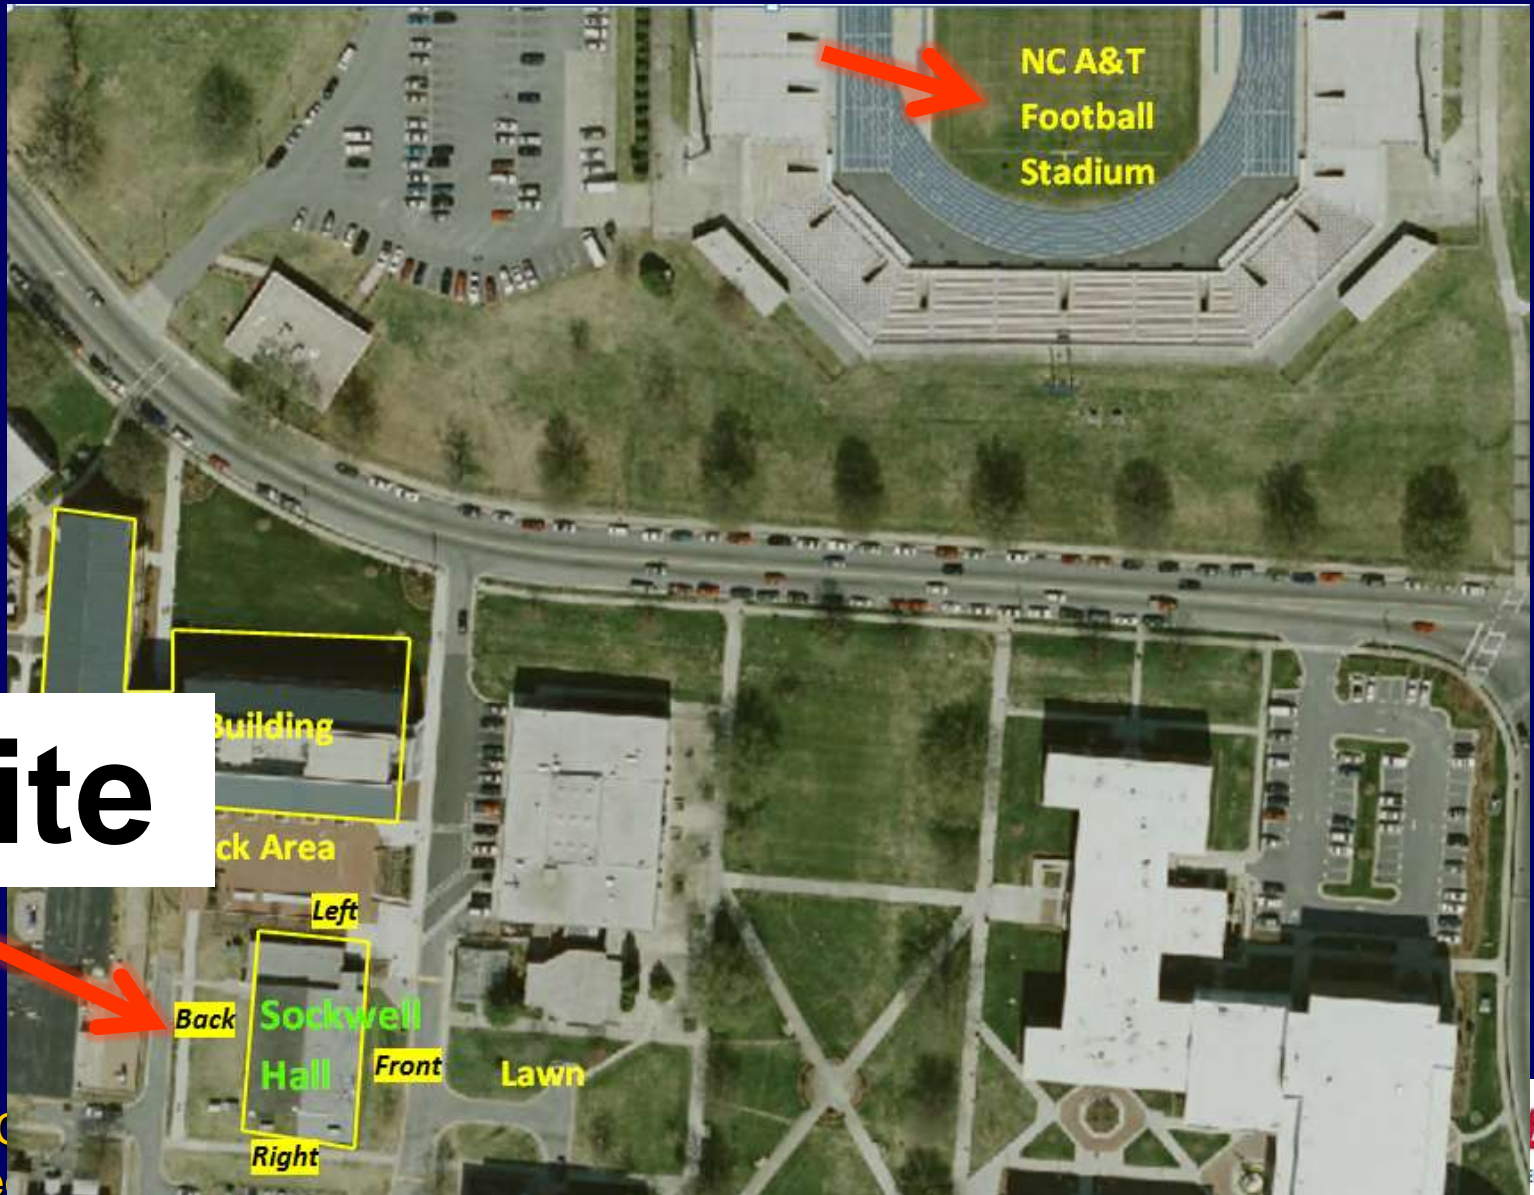 NC A&T
Football
Stadium
Building
ite
ck Area
Left
Back
Sockwell
Hall
Front
Lawn
Right